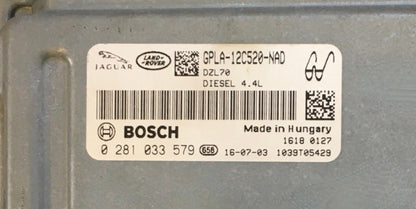 JAGUAR
LAND-ROVER
GPLA-12C520-NAD
DZL70
DIESEL 4.4L
BOSCH
Made in Hungary
1618 0127
0 281 033 579 65B 16-07-03 1039T05429